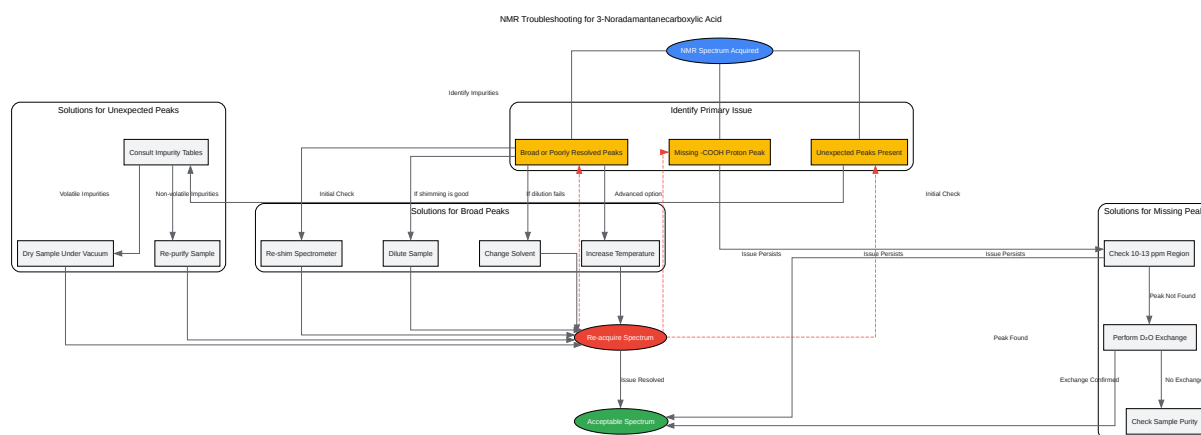 NMR Troubleshooting for 3-Noradamantanecarboxylic Acid
NMR Spectrum Acquired
Identify Impurities
Solutions for Unexpected Peaks
Identify Primary Issue
Consult Impurity Tables
Broad or Poorly Resolved Peaks
Missing -COOH Proton Peak
Unexpected Peaks Present
Volatile Impurities
Non-volatile Impurities
Initial Check
If shimming is good
If dilution fails
Advanced option
Initial Check
Solutions for Broad Peaks
Solutions for Missing Peak
Dry Sample Under Vacuum
Re-purify Sample
Re-shim Spectrometer
Dilute Sample
Change Solvent
Increase Temperature
Issue Persists
Issue Persists
Issue Persists
Check 10-13 ppm Region
Peak Not Found
Re-acquire Spectrum
Peak Found
Perform D₂O Exchange
Issue Resolved
Exchange Confirmed
No Exchange
Acceptable Spectrum
Check Sample Purity